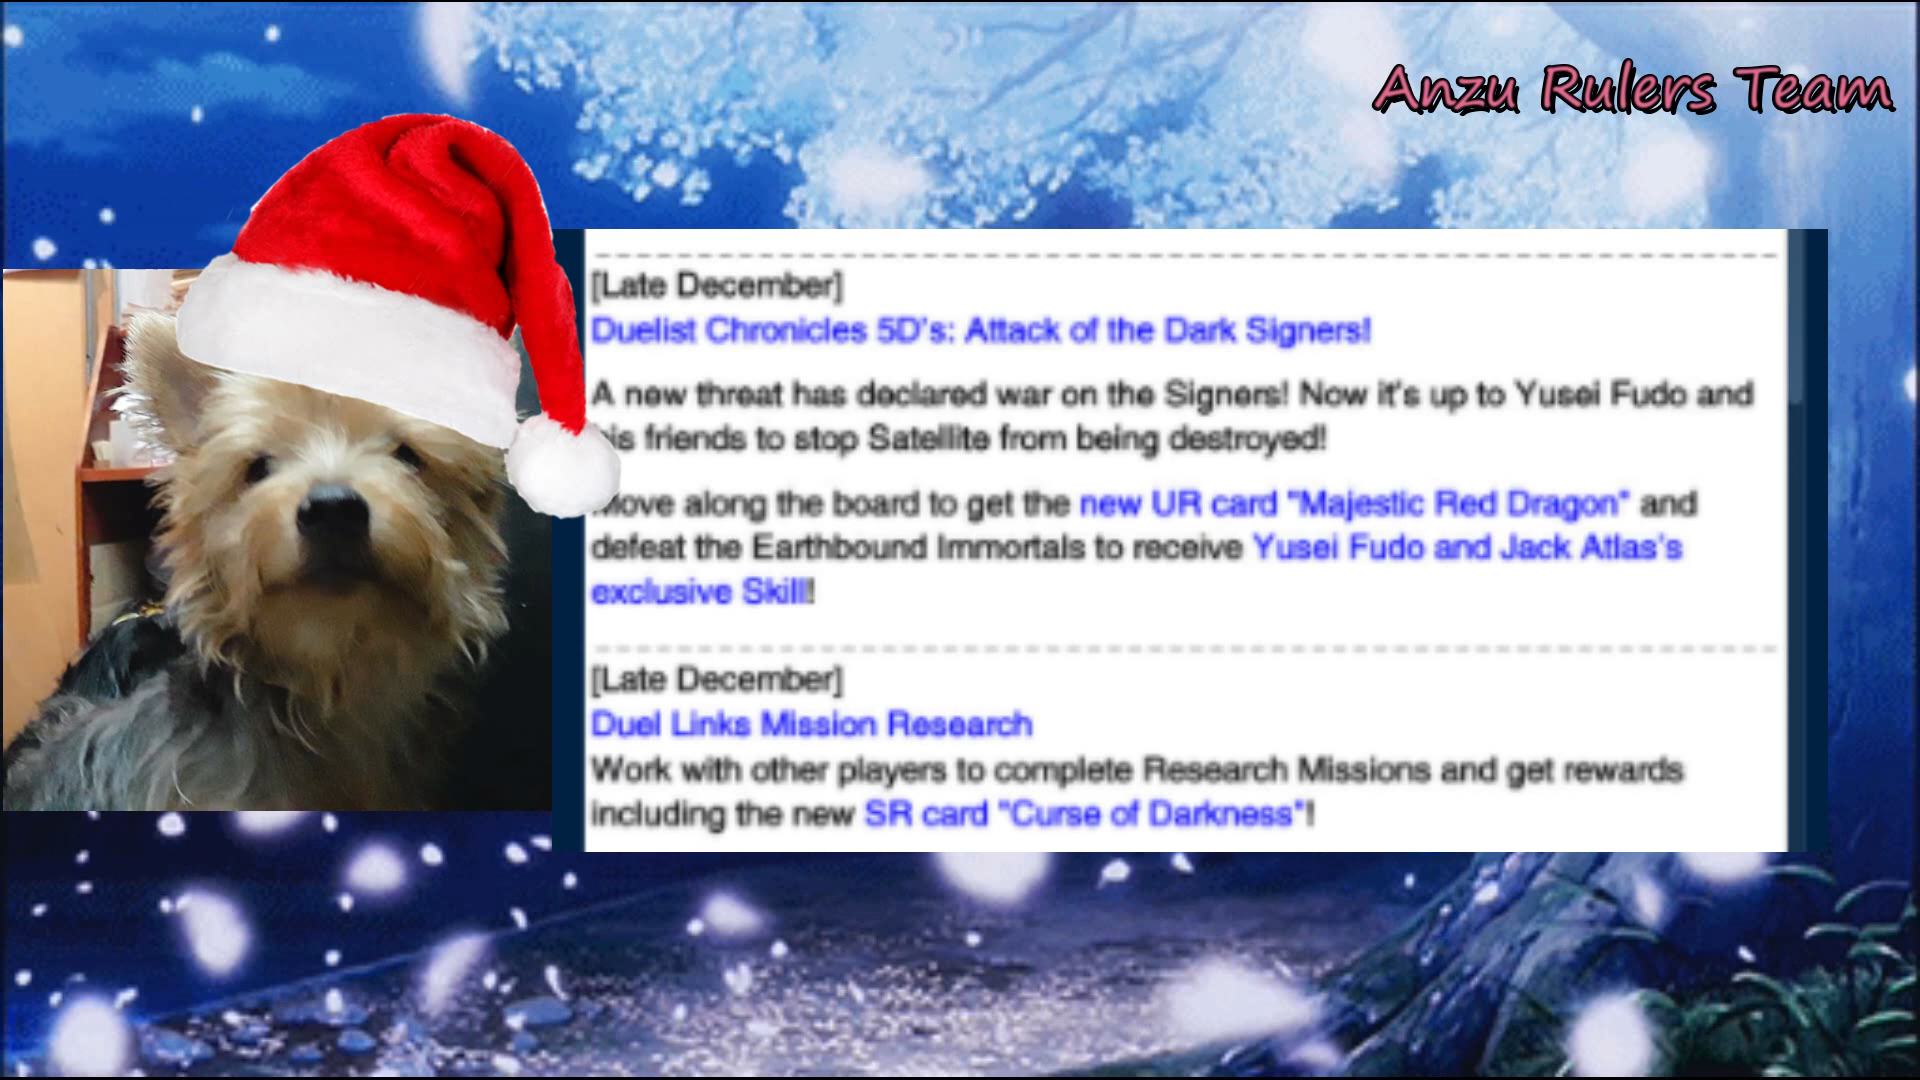 Anzu Rulers Team
[Late December]
Duelist Chronicles 5D's: Attack of the Dark Signers!
A new threat has declared war on the Signers! Now it's up to Yusei Fudo and
is friends to stop Satellite from being destroyed!
Move along the board to get the new UR card "Majestic Red Dragon" and
defeat the Earthbound Immortals to receive Yusei Fudo and Jack Atlas's
exclusive Skill!
[Late December]
Duel Links Mission Research
Work with other players to complete Research Missions and get rewards
including the new SR card "Curse of Darkness"!